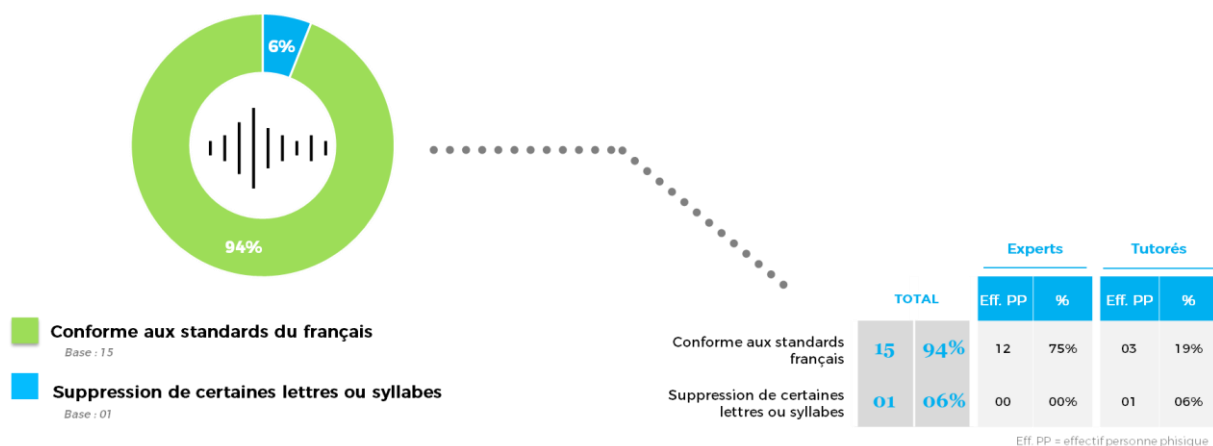 6%
94%
Conforme aux standards du français
Base : 15
Suppression de certaines lettres ou syllabes
Base : 01
Experts
Tutorés
TOTAL
Eff. PP
%
Eff. PP
%
Conforme aux standards
français
15
94%
12
75%
03
19%
Suppression de certaines
lettres ou syllabes
01
06%
00
00%
01
06%
Eff. PP = effectif personne phisique